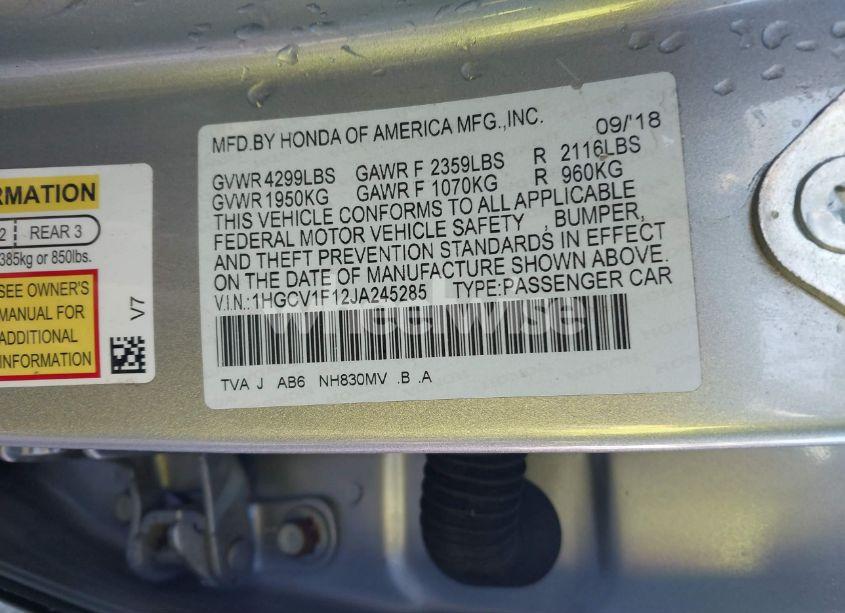 MFD.BY HONDA OF AMERICA MFG.,INC. 09/'18
GVWR 4299LBS GAWR F 2359LBS R 2116LBS
GVWR 1950KG GAWR F 1070KG R 960KG
THIS VEHICLE CONFORMS TO ALL APPLICABLE
FEDERAL MOTOR VEHICLE SAFETY , BUMPER,
AND THEFT PREVENTION STANDARDS IN EFFECT
ON THE DATE OF MANUFACTURE SHOWN ABOVE.
V.I.N.:1HGCV1F12JA245285 TYPE:PASSENGER CAR
TVA J AB6 NH830MV .B .A
RMATION
2 REAR 3
385kg or 850lbs.
SEE OWNER'S
MANUAL FOR
ADDITIONAL
INFORMATION
V7
wheelwise